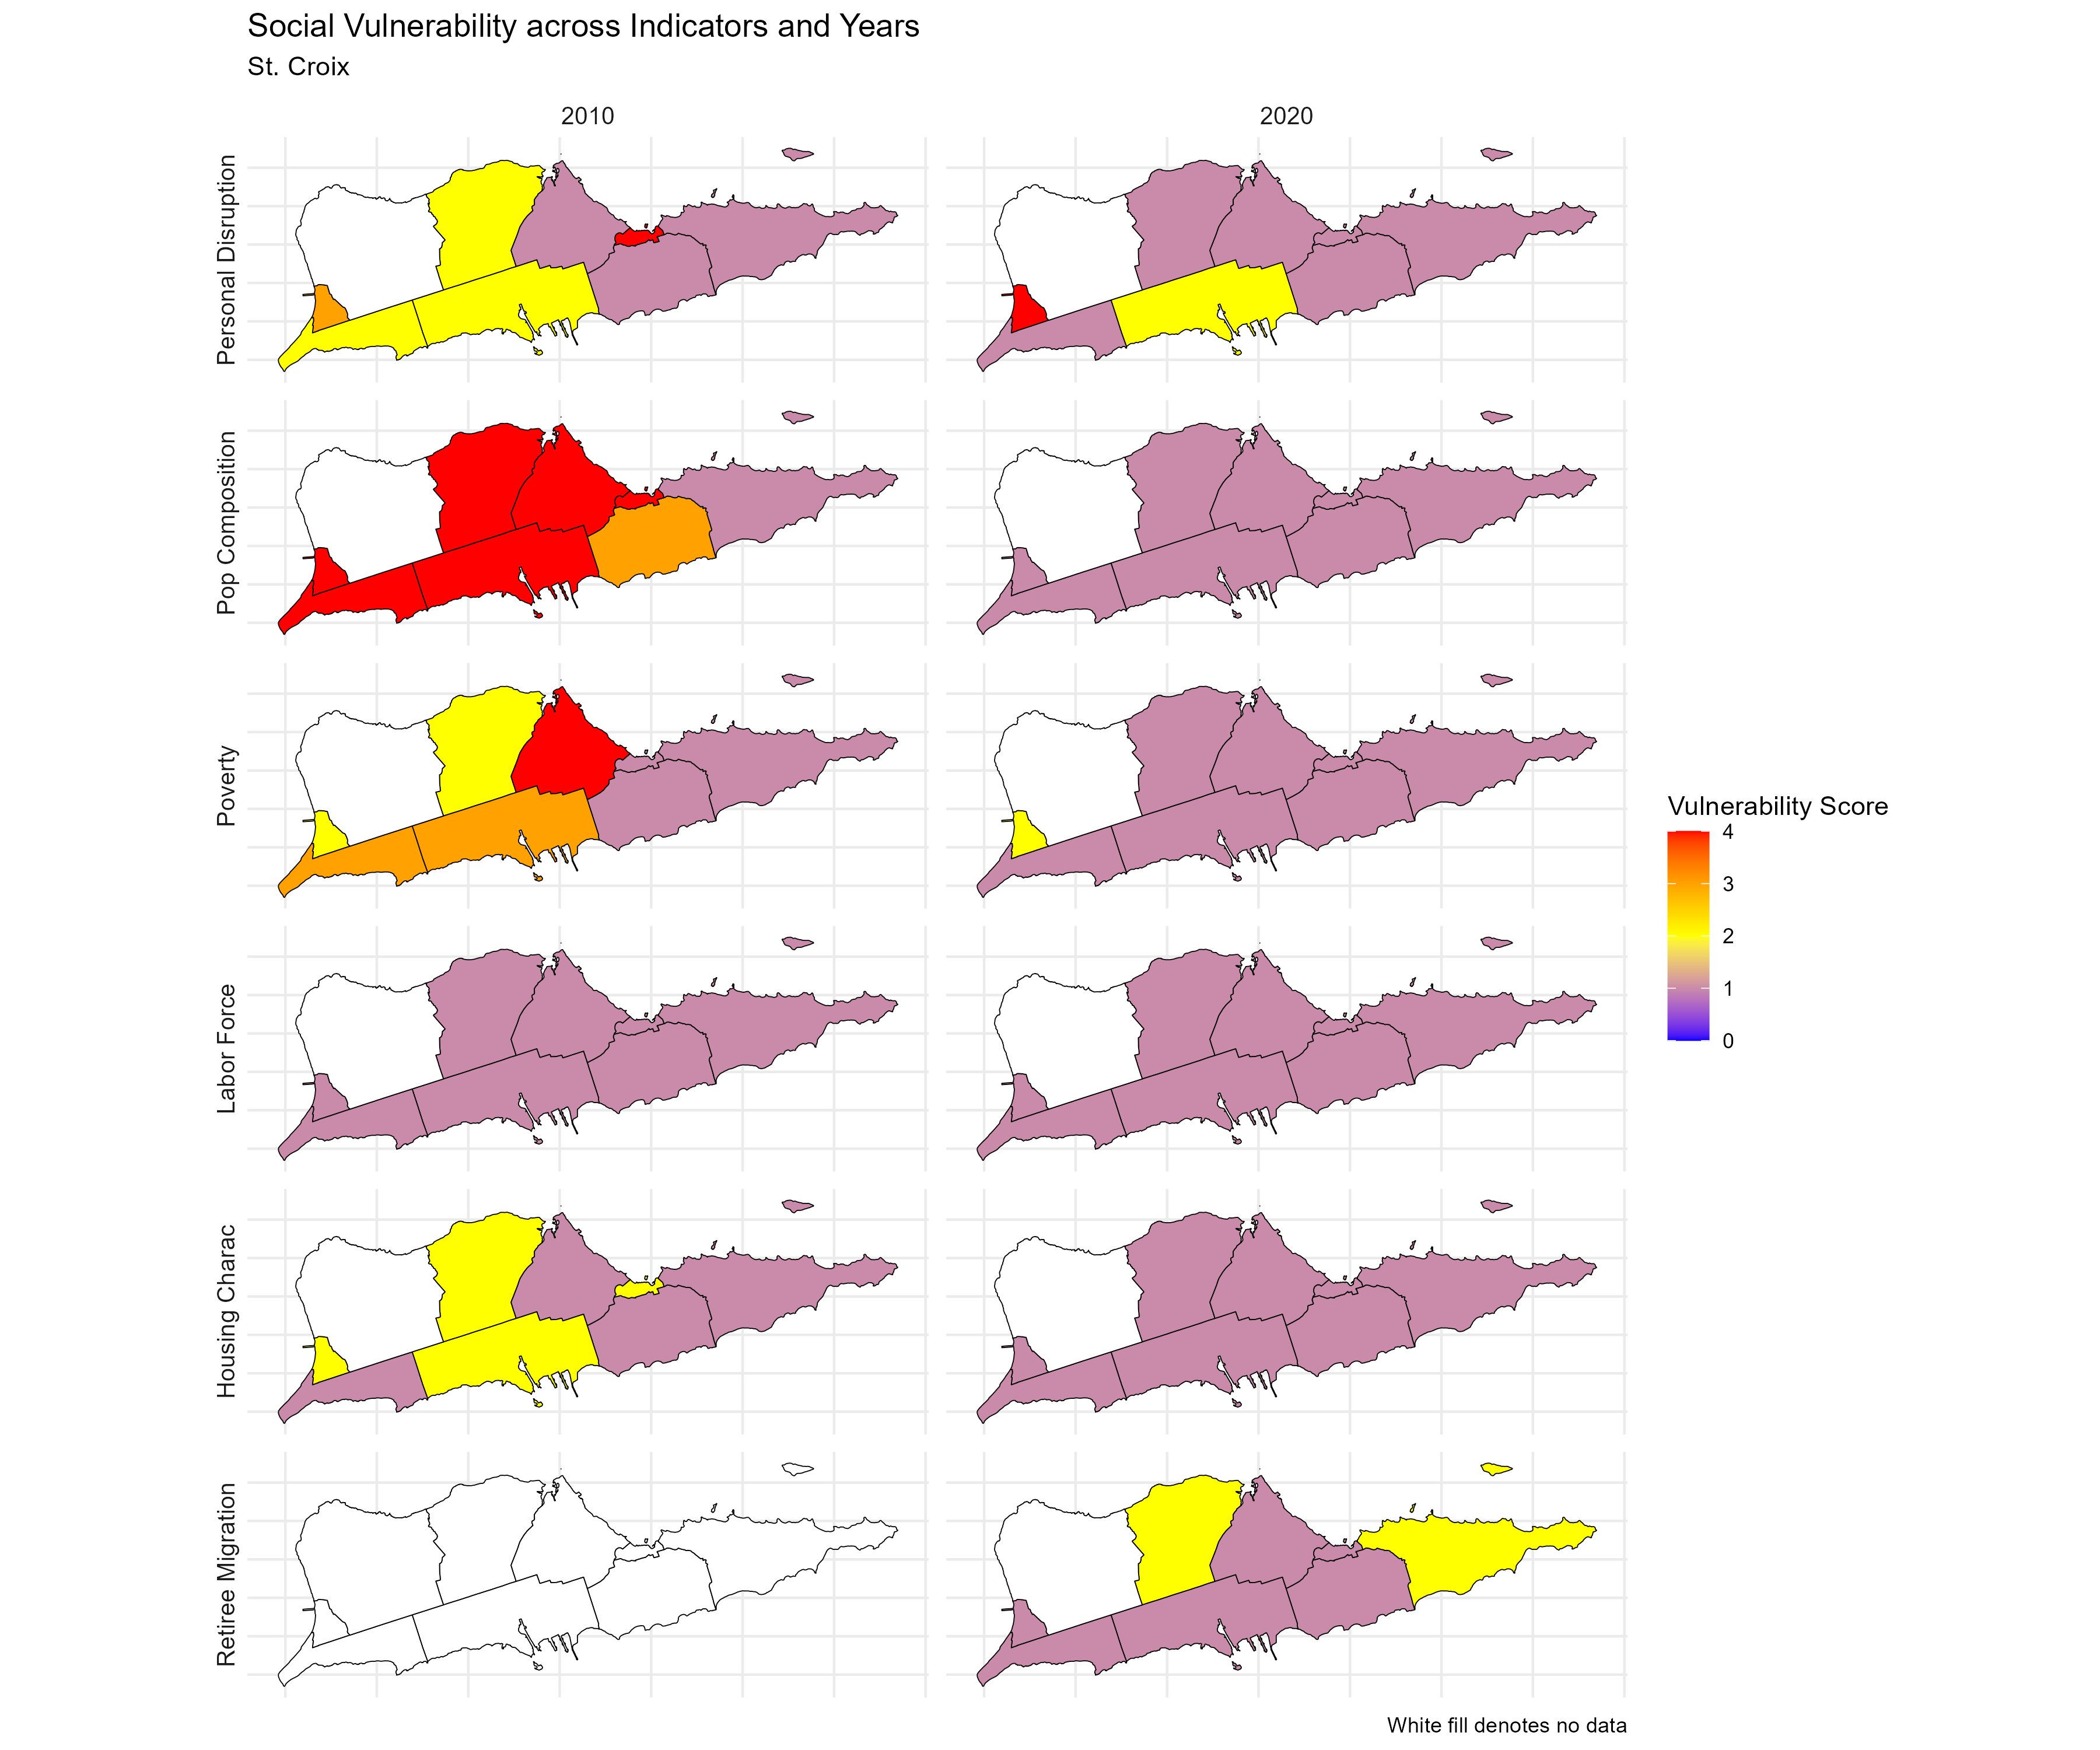 Social Vulnerability across Indicators and Years
St. Croix
2010
2020
Personal Disruption
Pop Composition
Poverty
Labor Force
Housing Charac
Retiree Migration
Vulnerability Score
4
3
2
1
0
White fill denotes no data